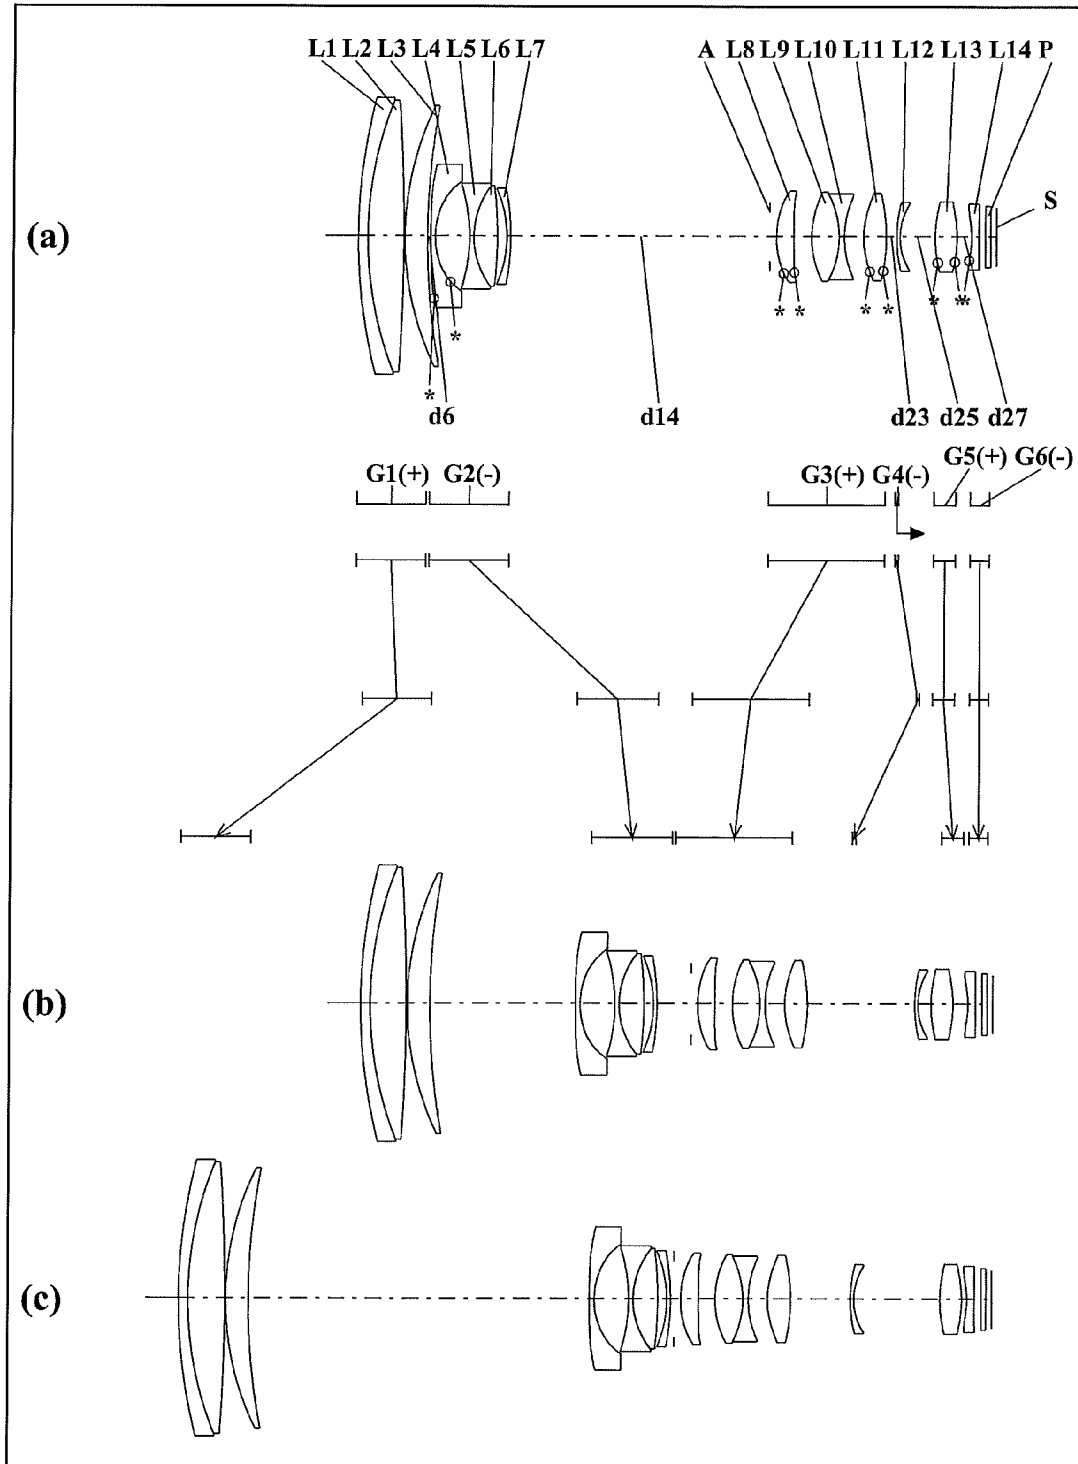 L1 L2 L3 L4 L5 L6 L7 A L8 L9 L10 L11 L12 L13 L14 P
S
(a)
* * * * * * **
*
d6 d14 d23 d25 d27
G1(+) G2(-) G3(+) G4(-) G5(+) G6(-)
(b)
(c)